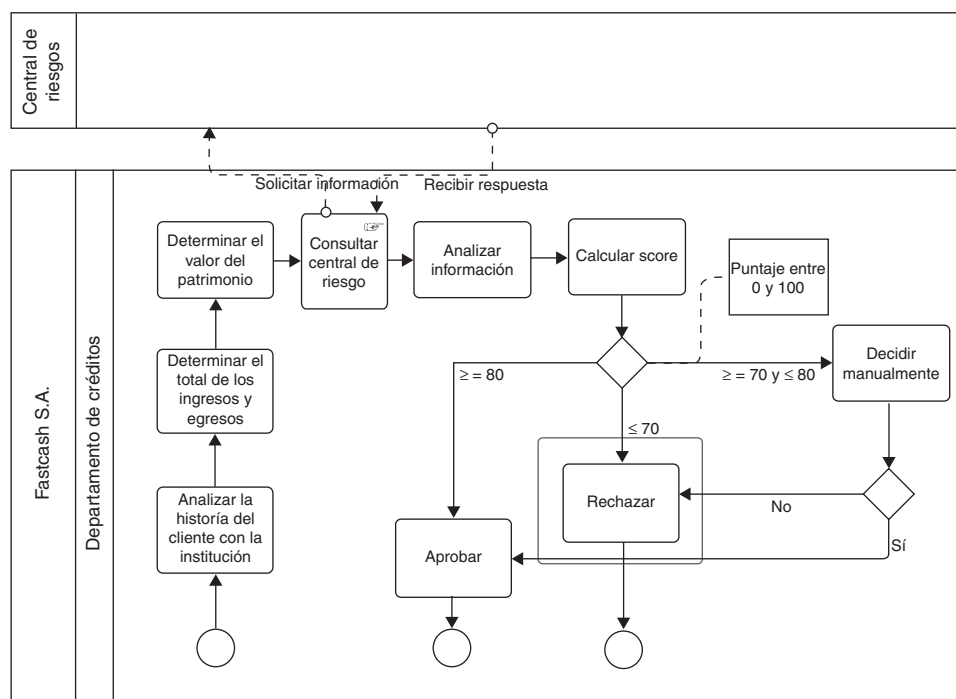 Central de
riesgos
Solicitar información
Recibir respuesta
Fastcash S.A.
Departamento de créditos
Determinar el
valor del
patrimonio
Consultar
central de
riesgo
Analizar
información
Calcular score
Puntaje entre
0 y 100
Determinar el
total de los
ingresos y
egresos
≥ = 80
≥ = 70 y ≤ 80
Decidir
manualmente
≤ 70
Analizar la
historía del
cliente con la
institución
Rechazar
No
Aprobar
Sí